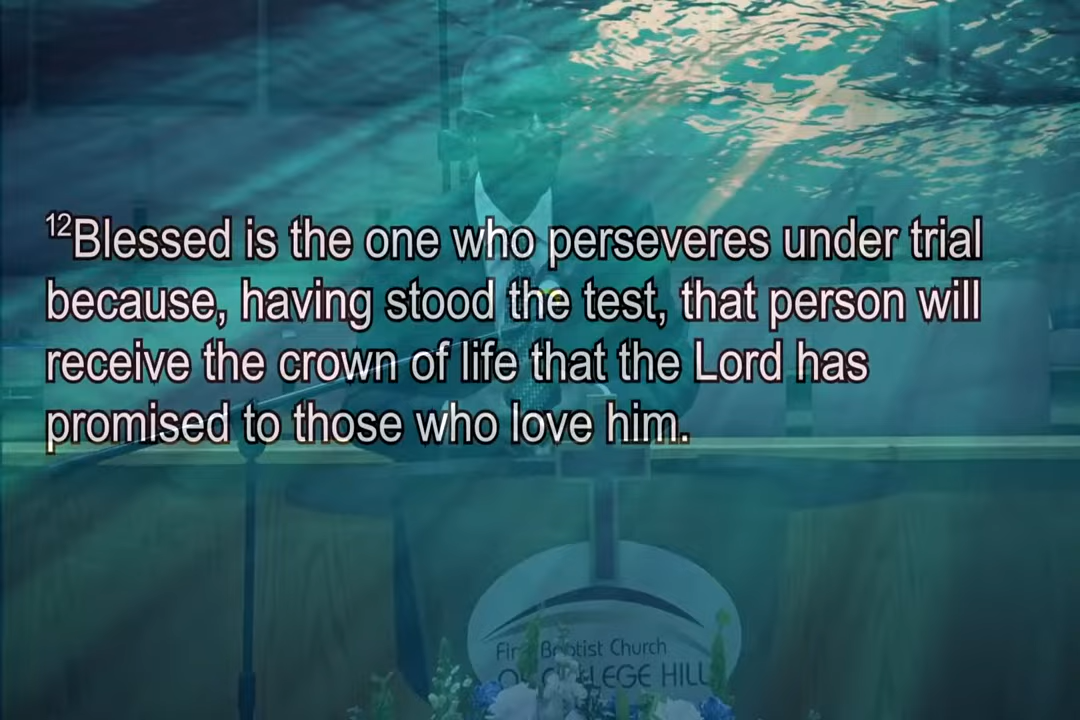 ¹²Blessed is the one who perseveres under trial
because, having stood the test, that person will
receive the crown of life that the Lord has
promised to those who love him.
First Baptist Church
OF COLLEGE HILL